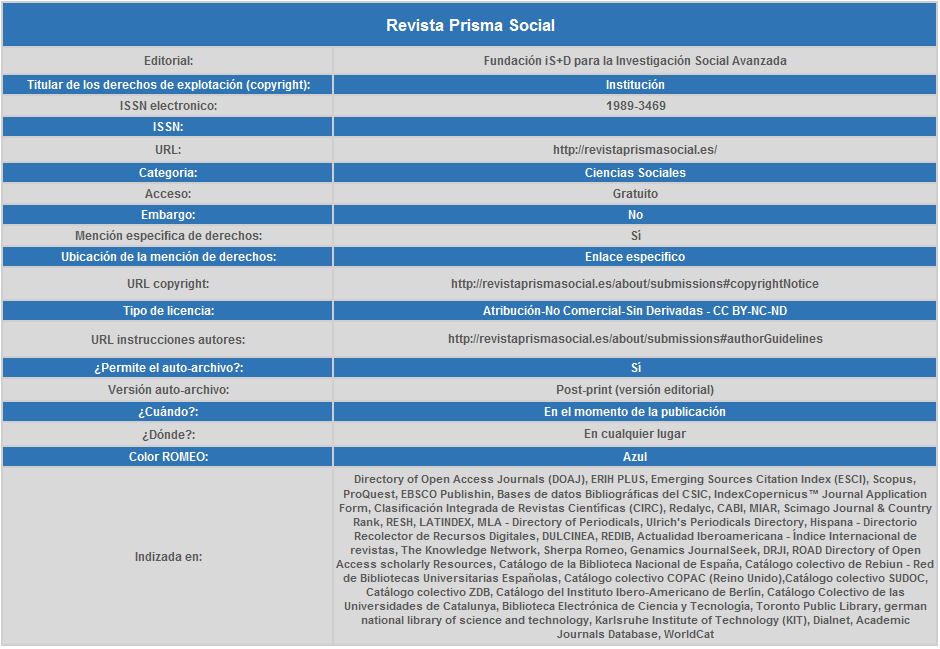 Revista Prisma Social
Editorial: Fundación iS+D para la Investigación Social Avanzada
Titular de los derechos de explotación (copyright): Institución
ISSN electronico: 1989-3469
ISSN:
URL: http://revistaprismasocial.es/
Categoria: Ciencias Sociales
Acceso: Gratuito
Embargo: No
Mención específica de derechos: Sí
Ubicación de la mención de derechos: Enlace específico
URL copyright: http://revistaprismasocial.es/about/submissions#copyrightNotice
Tipo de licencia: Atribución-No Comercial-Sin Derivadas - CC BY-NC-ND
URL instrucciones autores: http://revistaprismasocial.es/about/submissions#authorGuidelines
¿Permite el auto-archivo?: Sí
Versión auto-archivo: Post-print (versión editorial)
¿Cuándo?: En el momento de la publicación
¿Dónde?: En cualquier lugar
Color ROMEO: Azul
Indizada en:
Directory of Open Access Journals (DOAJ), ERIH PLUS, Emerging Sources Citation Index (ESCI), Scopus,
ProQuest, EBSCO Publishin, Bases de datos Bibliográficas del CSIC, IndexCopernicus™ Journal Application
Form, Clasificación Integrada de Revistas Científicas (CIRC), Redalyc, CABI, MIAR, Scimago Journal & Country
Rank, RESH, LATINDEX, MLA - Directory of Periodicals, Ulrich's Periodicals Directory, Hispana - Directorio
Recolector de Recursos Digitales, DULCINEA, REDIB, Actualidad Iberoamericana - Índice Internacional de
revistas, The Knowledge Network, Sherpa Romeo, Genamics JournalSeek, DRJI, ROAD Directory of Open
Access scholarly Resources, Catálogo de la Biblioteca Nacional de España, Catálogo colectivo de Rebiun - Red
de Bibliotecas Universitarias Españolas, Catálogo colectivo COPAC (Reino Unido),Catálogo colectivo SUDOC,
Catálogo colectivo ZDB, Catálogo del Instituto Ibero-Americano de Berlín, Catálogo Colectivo de las
Universidades de Catalunya, Biblioteca Electrónica de Ciencia y Tecnología, Toronto Public Library, german
national library of science and technology, Karlsruhe Institute of Technology (KIT), Dialnet, Academic
Journals Database, WorldCat